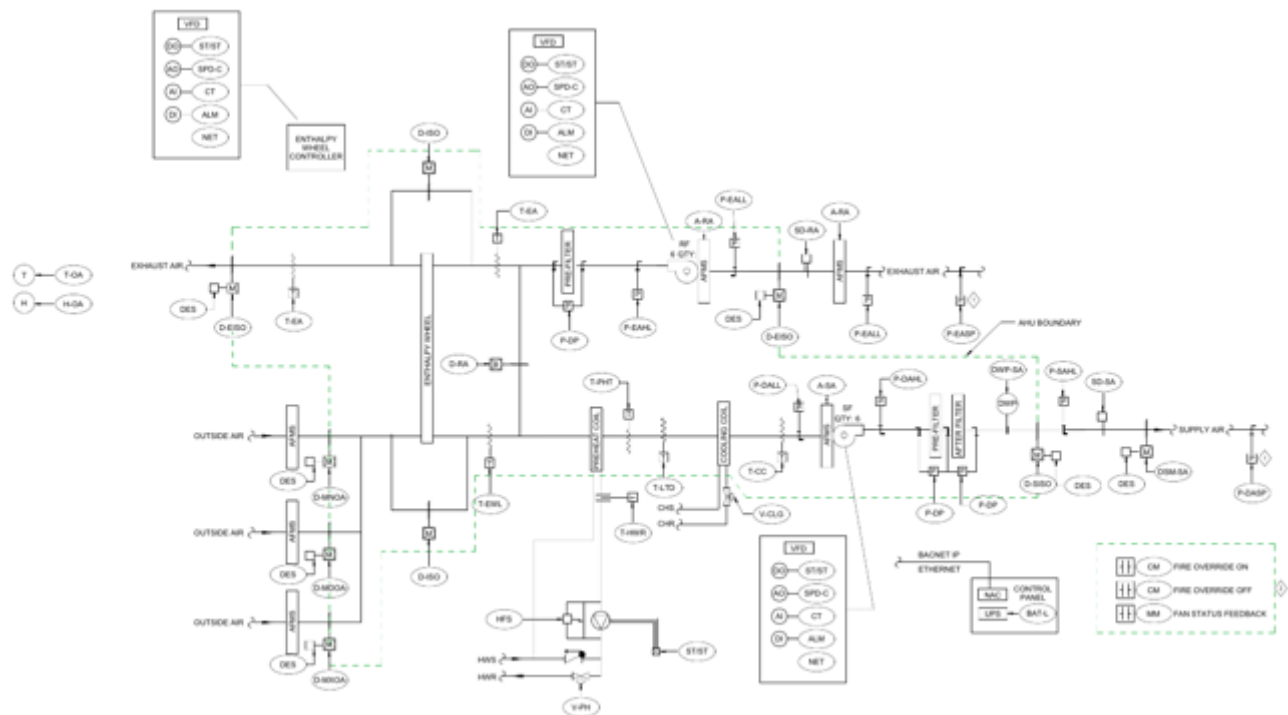 VFD
DO ST/ST
AO SPD-C
AI CT
DI ALM
NET
ENTHALPY
WHEEL
CONTROLLER
VFD
DO ST/ST
AO SPD-C
AI CT
DI ALM
NET
D-ISO
M
T-EA
P-EALL
A-RA
SD-RA
A-RA
RF
6 QTY:
AFMS
PRE-FILTER
P-DP
P-EAHL
DES
M
D-EISO
AFMS
EXHAUST AIR
P-EALL
P-EASP
EXHAUST AIR
T T-OA
H H-OA
DES
M
D-EISO
T-EA
ENTHALPY WHEEL
D-RA
AHU BOUNDARY
T-PHT
P-DALL
A-SA
P-DAHL
DWP-SA
DWP
P-SAHL
SD-SA
SF
QTY: 6
AFMS
PRE-FILTER
AFTER FILTER
SUPPLY AIR
OUTSIDE AIR
AFMS
DES
M
D-MNOA
T-EWL
PREHEAT COIL
COOLING COIL
T-LTD
T-CC
P-DP
P-DP
M
D-SISO
DES
DES
M
DSM-SA
P-DASP
CHS
CHR
V-CLG
T-HWR
OUTSIDE AIR
AFMS
DES
M
D-MDOA
M
D-ISO
OUTSIDE AIR
AFMS
DES
M
D-MXOA
HFS
ST/ST
HWS
HWR
V-PH
VFD
DO ST/ST
AO SPD-C
AI CT
DI ALM
NET
BACNET IP
ETHERNET
NAC
CONTROL
PANEL
UPS BAT-L
CM FIRE OVERRIDE ON
CM FIRE OVERRIDE OFF
MM FAN STATUS FEEDBACK